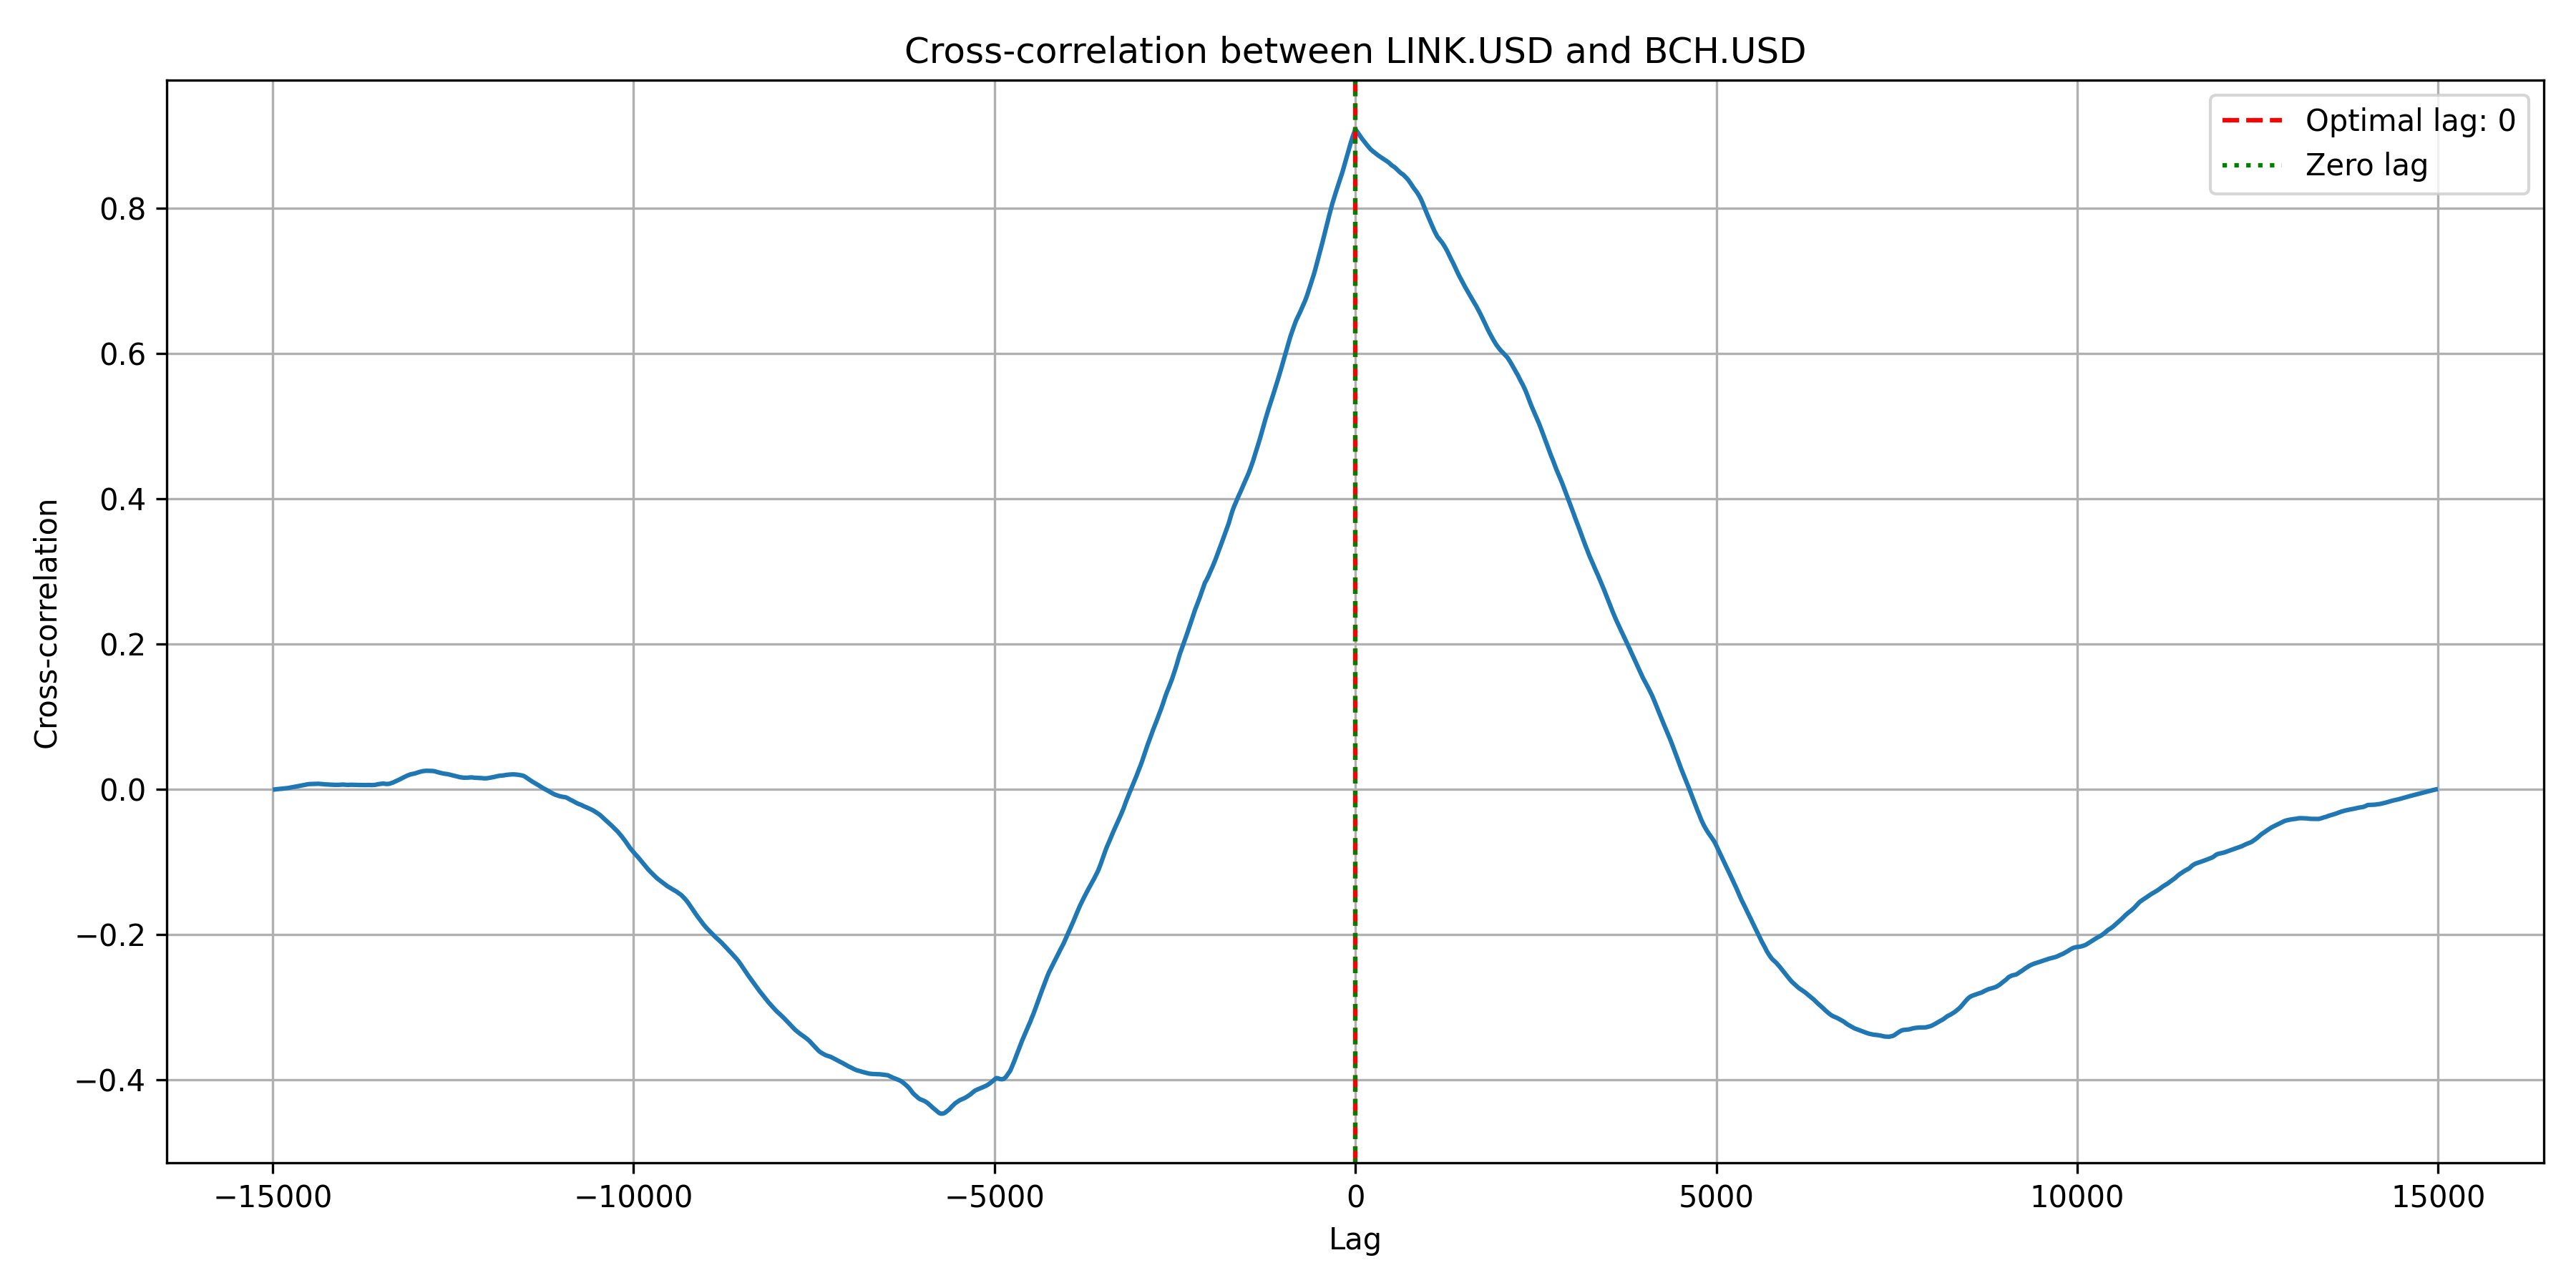 Cross-correlation between LINK.USD and BCH.USD
Optimal lag: 0
Zero lag
Cross-correlation
0.8
0.6
0.4
0.2
0.0
−0.2
−0.4
−15000
−10000
−5000
0
5000
10000
15000
Lag